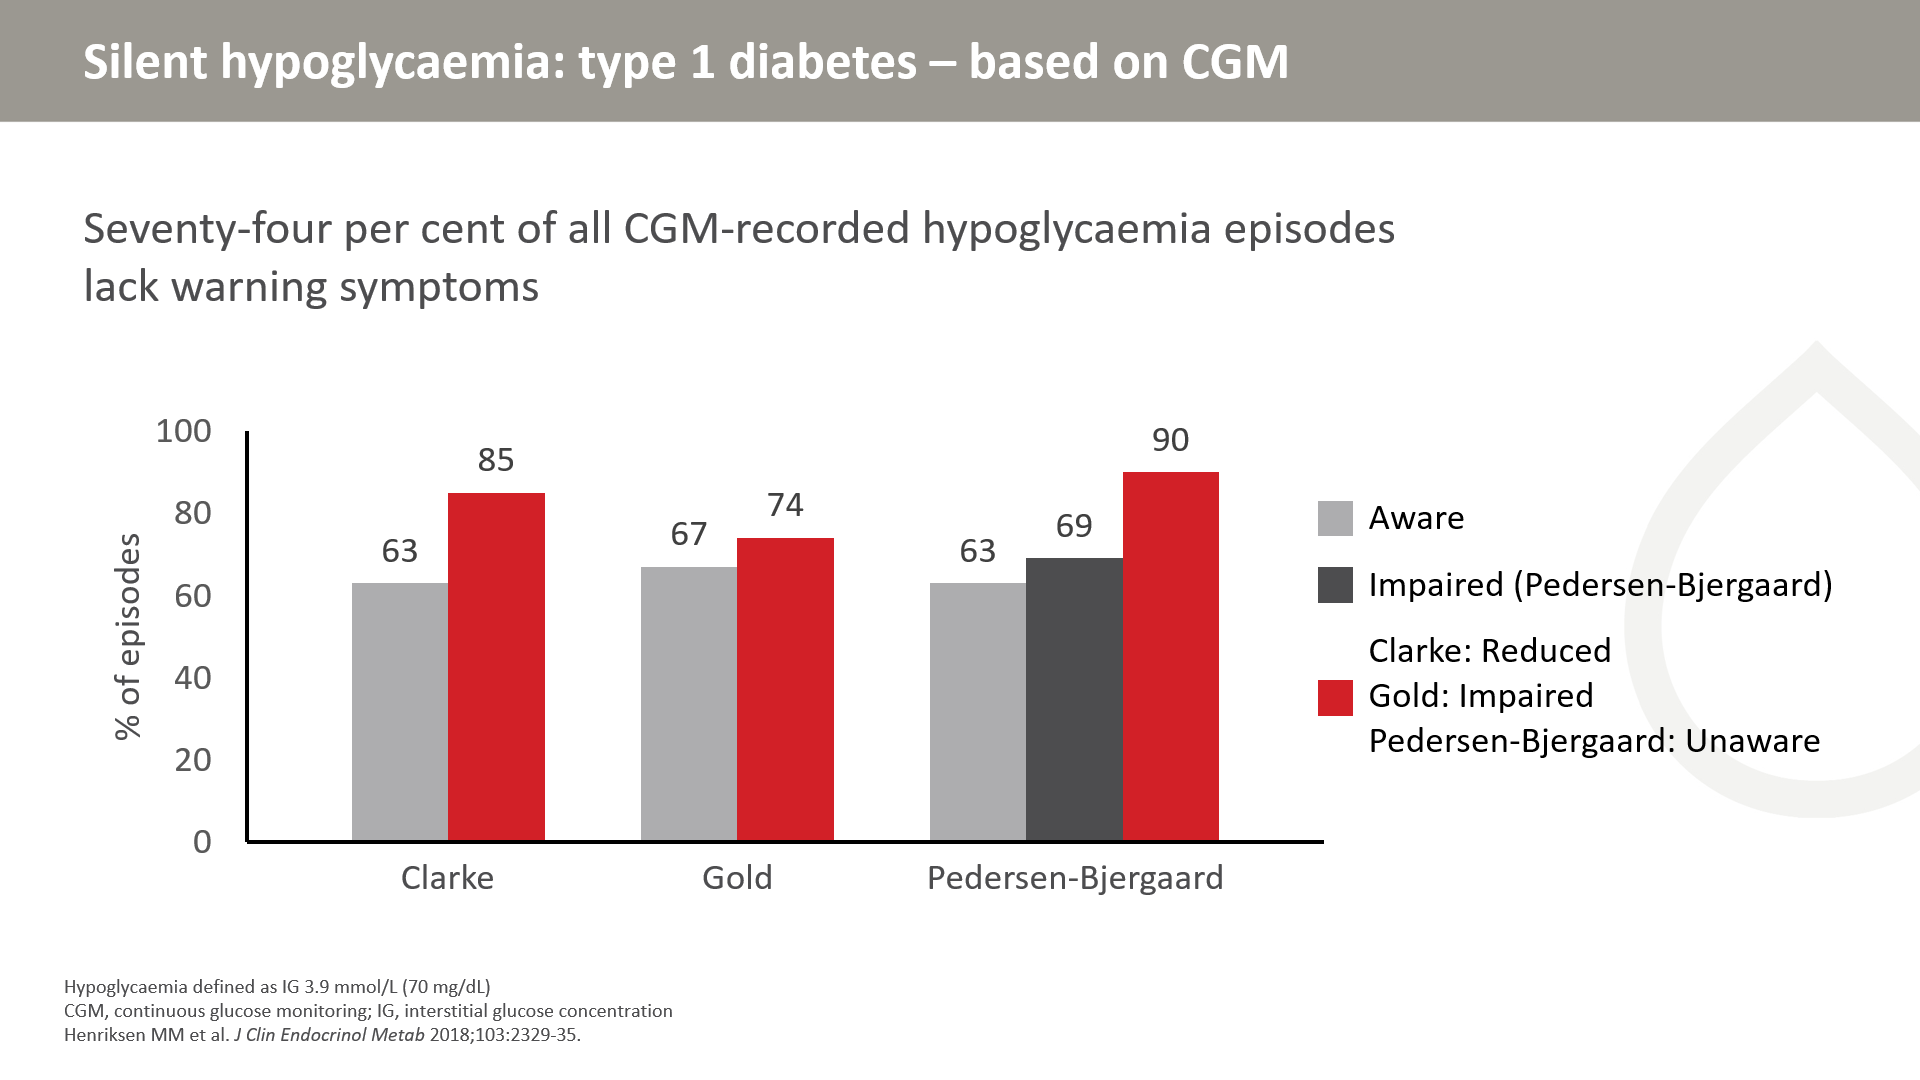 Silent hypoglycaemia: type 1 diabetes – based on CGM
Seventy-four per cent of all CGM-recorded hypoglycaemia episodes
lack warning symptoms
% of episodes
100
80
60
40
20
0
63
85
67
74
63
69
90
Clarke
Gold
Pedersen-Bjergaard
Aware
Impaired (Pedersen-Bjergaard)
Clarke: Reduced
Gold: Impaired
Pedersen-Bjergaard: Unaware
Hypoglycaemia defined as IG 3.9 mmol/L (70 mg/dL)
CGM, continuous glucose monitoring; IG, interstitial glucose concentration
Henriksen MM et al. J Clin Endocrinol Metab 2018;103:2329-35.